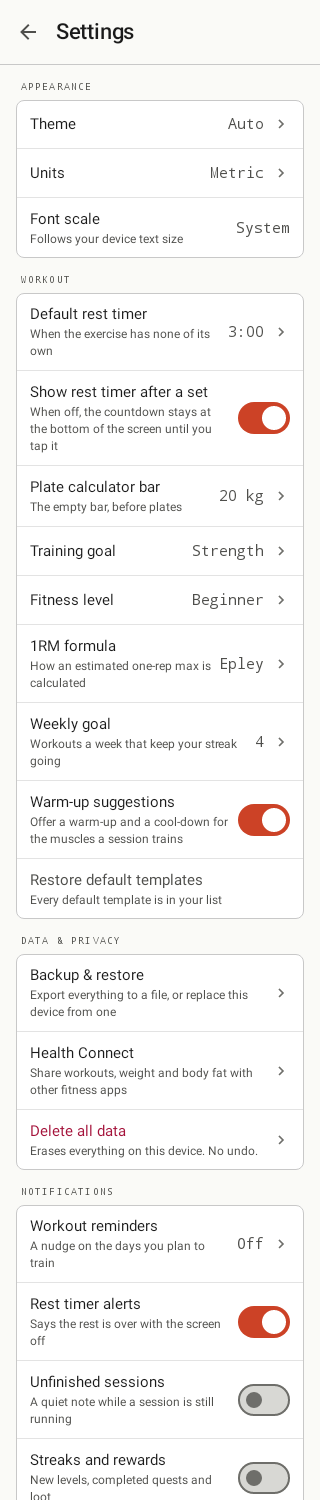 Settings
APPEARANCE
Theme
Auto
Units
Metric
Font scale
Follows your device text size
System
WORKOUT
Default rest timer
When the exercise has none of its
own
3:00
Show rest timer after a set
When off, the countdown stays at
the bottom of the screen until you
tap it
Plate calculator bar
The empty bar, before plates
20 kg
Training goal
Strength
Fitness level
Beginner
1RM formula
How an estimated one-rep max is
calculated
Epley
Weekly goal
Workouts a week that keep your streak
going
4
Warm-up suggestions
Offer a warm-up and a cool-down for
the muscles a session trains
Restore default templates
Every default template is in your list
DATA & PRIVACY
Backup & restore
Export everything to a file, or replace this
device from one
Health Connect
Share workouts, weight and body fat with
other fitness apps
Delete all data
Erases everything on this device. No undo.
NOTIFICATIONS
Workout reminders
A nudge on the days you plan to
train
Off
Rest timer alerts
Says the rest is over with the screen
off
Unfinished sessions
A quiet note while a session is still
running
Streaks and rewards
New levels, completed quests and
loot